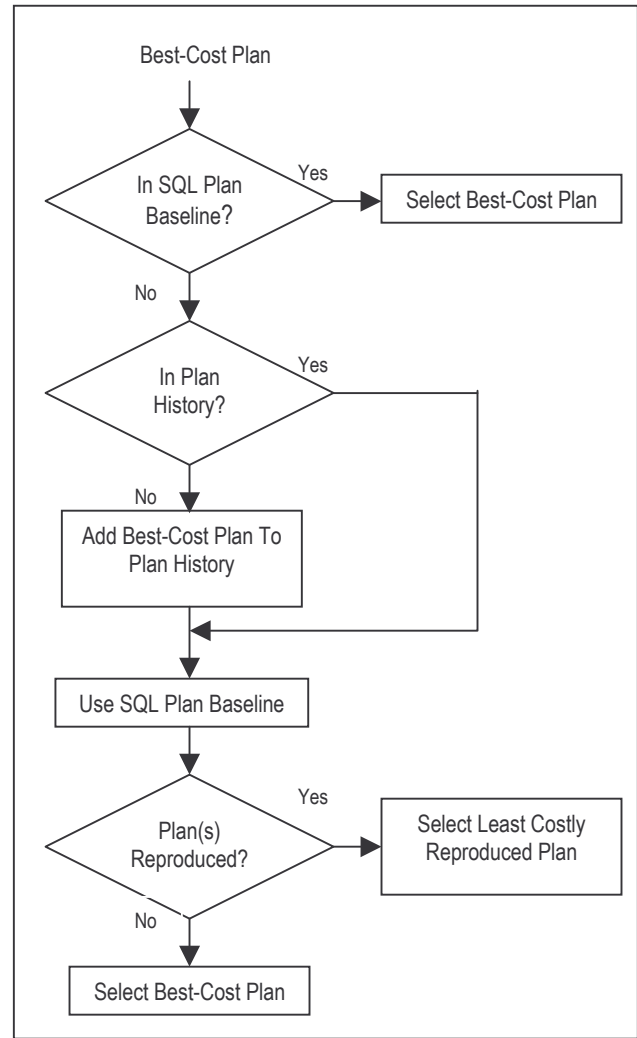 Best-Cost Plan
In SQL Plan
Baseline?
Yes
Select Best-Cost Plan
No
In Plan
History?
Yes
No
Add Best-Cost Plan To
Plan History
Use SQL Plan Baseline
Plan(s)
Reproduced?
Yes
Select Least Costly
Reproduced Plan
No
Select Best-Cost Plan